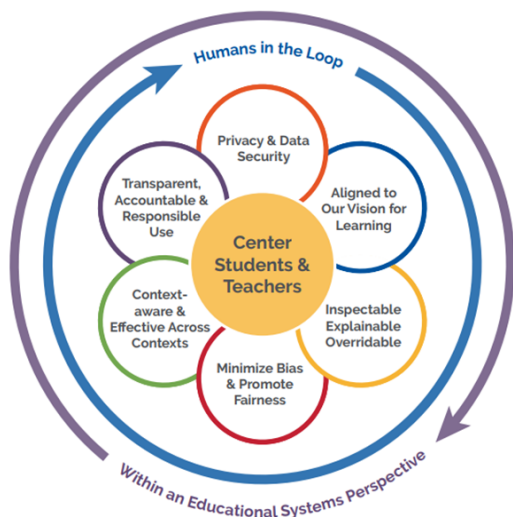 Humans in the Loop
Privacy & Data
Security
Transparent,
Accountable &
Responsible
Use
Aligned to
Our Vision for
Learning
Center
Students &
Teachers
Context-
aware &
Effective Across
Contexts
Inspectable
Explainable
Overridable
Minimize Bias
& Promote
Fairness
Within an Educational Systems Perspective